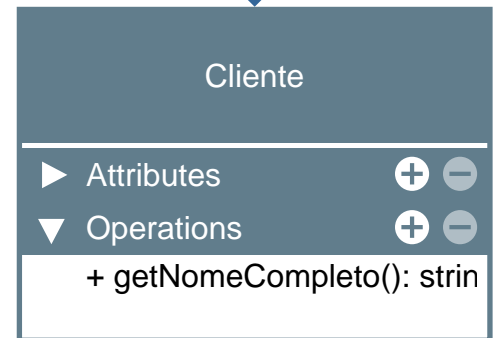 Cliente
Attributes
Operations
+ getNomeCompleto(): strin